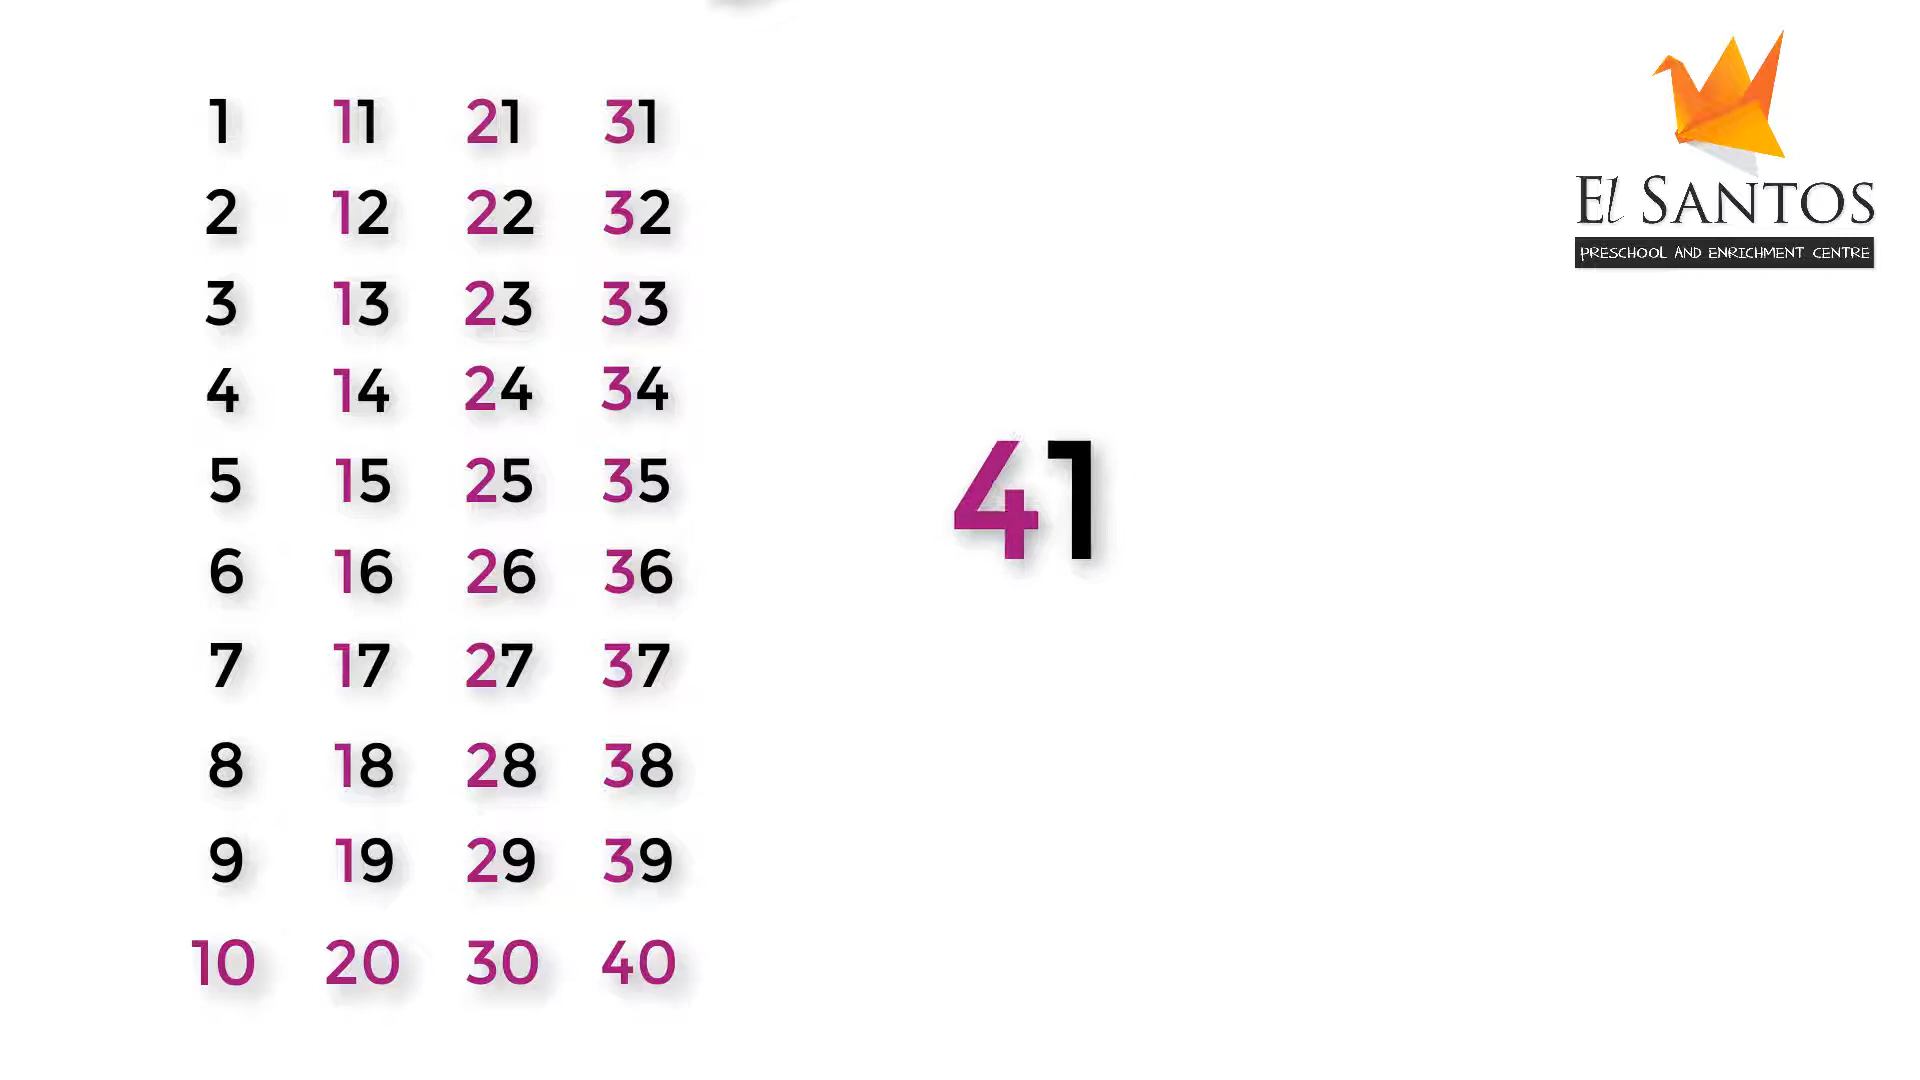 1 11 21 31
2 12 22 32
3 13 23 33
4 14 24 34
5 15 25 35
6 16 26 36
7 17 27 37
8 18 28 38
9 19 29 39
10 20 30 40
41
El Santos
PRESCHOOL AND ENRICHMENT CENTRE